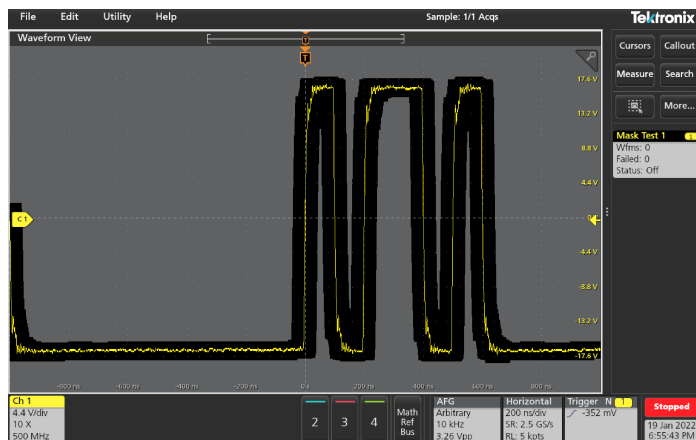 File Edit Utility Help Sample: 1/1 Acqs Tektronix
Waveform View
T
T
Cursors Callout
Measure Search
More...
Mask Test 1 1
Wfms: 0
Failed: 0
Status: Off
17.6 V
13.2 V
8.8 V
4.4 V
C 1
-4.4 V
-8.8 V
-13.2 V
-17.6 V
-800 ns -600 ns -400 ns -200 ns 0 s 200 ns 400 ns 600 ns 800 ns
Ch 1
4.4 V/div
10 X
500 MHz
2 3 4
Math
Ref
Bus
AFG
Arbitrary
10 kHz
3.26 Vpp
Horizontal
200 ns/div
SR: 2.5 GS/s
RL: 5 kpts
Trigger N 1
-352 mV
Stopped
19 Jan 2022
6:55:43 PM